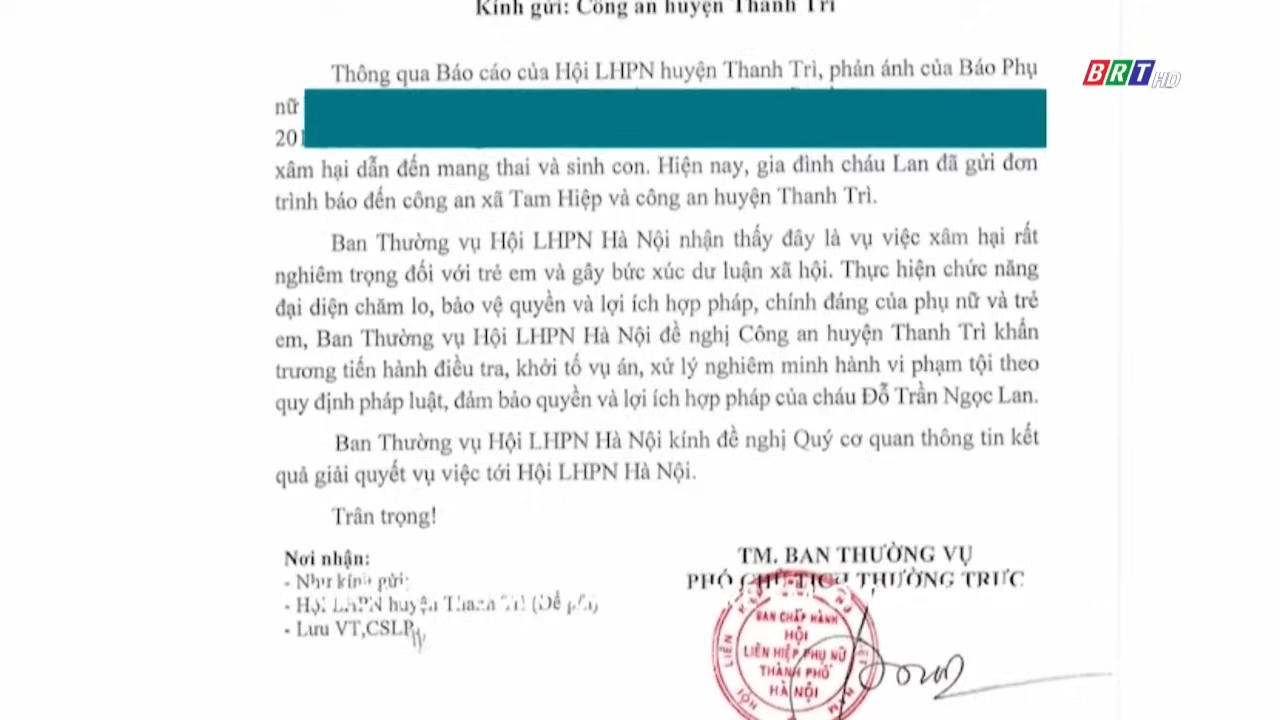 Kính gửi: Công an huyện Thanh Trì
Thông qua Báo cáo của Hội LHPN huyện Thanh Trì, phản ánh của Báo Phụ
BRT HD
nữ
201
xâm hại dẫn đến mang thai và sinh con. Hiện nay, gia đình cháu Lan đã gửi đơn
trình báo đến công an xã Tam Hiệp và công an huyện Thanh Trì.
Ban Thường vụ Hội LHPN Hà Nội nhận thấy đây là vụ việc xâm hại rất
nghiêm trọng đối với trẻ em và gây bức xúc dư luận xã hội. Thực hiện chức năng
đại diện chăm lo, bảo vệ quyền và lợi ích hợp pháp, chính đáng của phụ nữ và trẻ
em, Ban Thường vụ Hội LHPN Hà Nội đề nghị Công an huyện Thanh Trì khẩn
trương tiến hành điều tra, khởi tố vụ án, xử lý nghiêm minh hành vi phạm tội theo
quy định pháp luật, đảm bảo quyền và lợi ích hợp pháp của cháu Đỗ Trần Ngọc Lan.
Ban Thường vụ Hội LHPN Hà Nội kính đề nghị Quý cơ quan thông tin kết
quả giải quyết vụ việc tới Hội LHPN Hà Nội.
Trân trọng!
Nơi nhận:
- Như kính gửi;
- Hội LHPN huyện Thanh Trì (Để p/h)
- Lưu VT,CSLP
TM. BAN THƯỜNG VỤ
PHÓ CHỦ TỊCH THƯỜNG TRỰC
BAN CHẤP HÀNH
HỘI
LIÊN HIỆP PHỤ NỮ
THÀNH PHỐ
HÀ NỘI